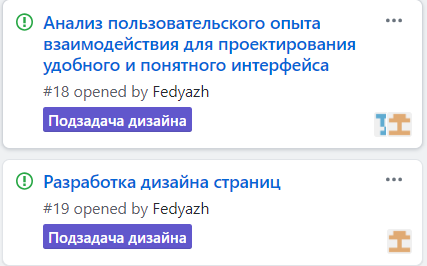 Анализ пользовательского опыта
взаимодействия для проектирования
удобного и понятного интерфейса
#18 opened by Fedyazh
Подзадача дизайна
Разработка дизайна страниц
#19 opened by Fedyazh
Подзадача дизайна